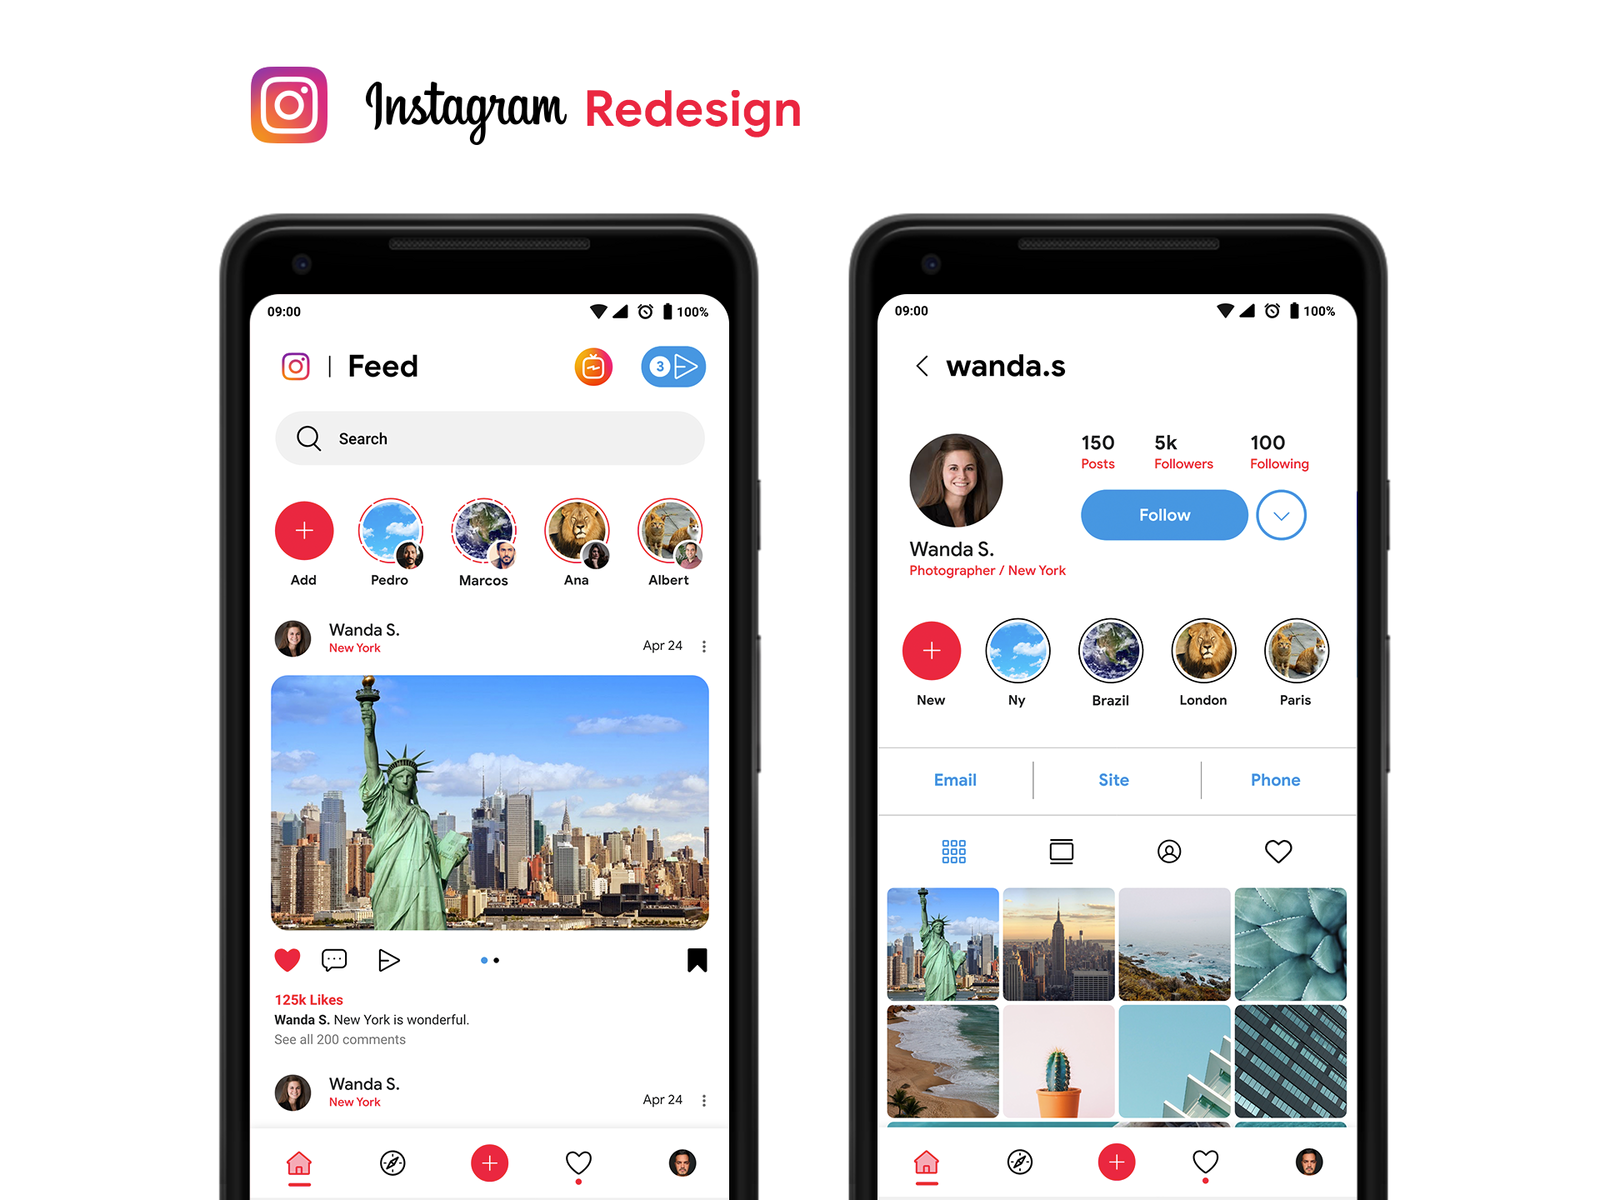 Instagram Redesign
09:00 100%
Feed
3
Search
Add Pedro Marcos Ana Albert
Wanda S.
New York
Apr 24
125k Likes
Wanda S. New York is wonderful.
See all 200 comments
Wanda S.
New York
Apr 24
09:00 100%
wanda.s
150 5k 100
Posts Followers Following
Follow
Wanda S.
Photographer / New York
New Ny Brazil London Paris
Email Site Phone